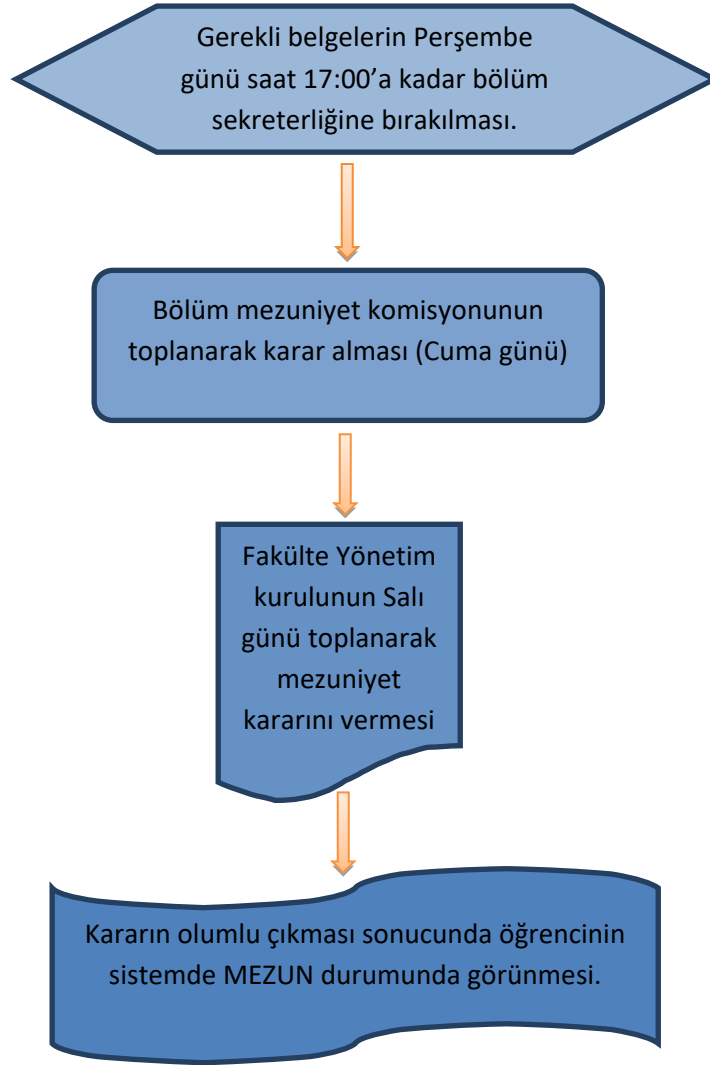 Gerekli belgelerin Perşembe
günü saat 17:00’a kadar bölüm
sekreterliğine bırakılması.
Bölüm mezuniyet komisyonunun
toplanarak karar alması (Cuma günü)
Fakülte Yönetim
kurulunun Salı
günü toplanarak
mezuniyet
kararını vermesi
Kararın olumlu çıkması sonucunda öğrencinin
sistemde MEZUN durumunda görünmesi.